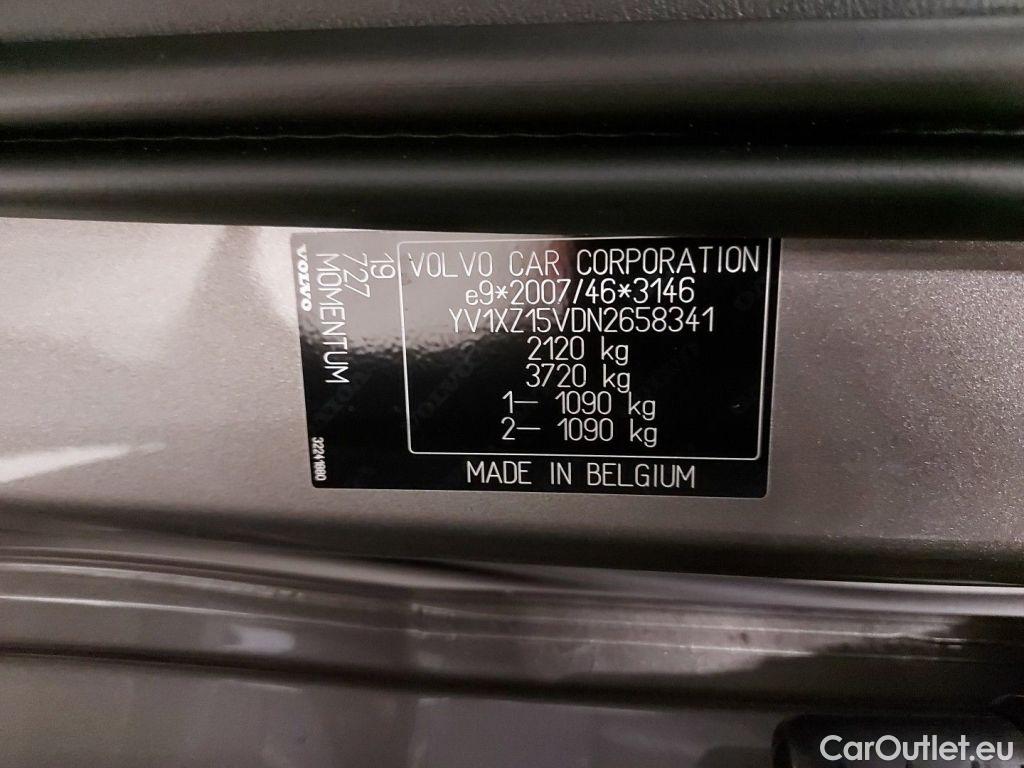 VOLVO CAR CORPORATION
e9*2007/46*3146
YV1XZ15VDN2658341
2120 kg
3720 kg
1– 1090 kg
2– 1090 kg
MADE IN BELGIUM
19
727
MOMENTUM
VOLVO
32241980
CarOutlet.eu